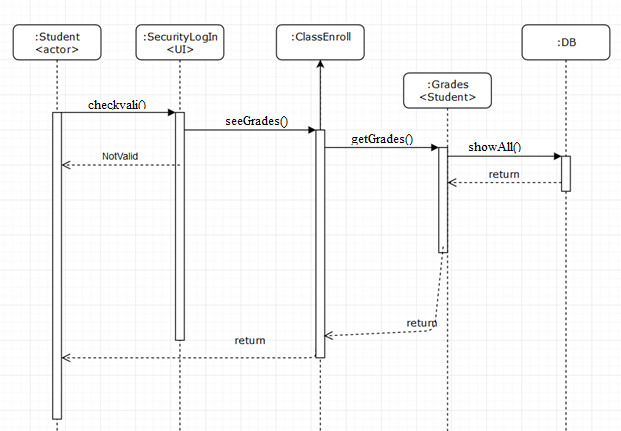 :Student
<actor>
:SecurityLogIn
<UI>
:ClassEnroll
:DB
:Grades
<Student>
checkvali()
seeGrades()
getGrades()
showAll()
NotValid
return
return
return